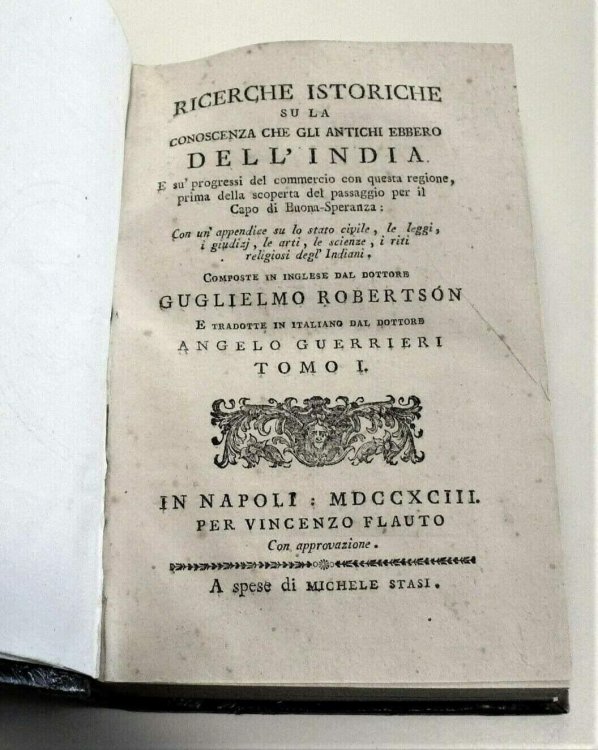 RICERCHE ISTORICHE
SU LA
CONOSCENZA CHE GLI ANTICHI EBBERO
DELL'INDIA.
E su' progressi del commercio con questa regione,
prima della scoperta del passaggio per il
Capo di Buona-Speranza:
Con un' appendice su lo stato civile, le leggi,
i giudizj, le arti, le scienze, i riti
religiosi degl' Indiani.
COMPOSTE IN INGLESE DAL DOTTORE
GUGLIELMO ROBERTSÓN
E TRADOTTE IN ITALIANO DAL DOTTORE
ANGELO GUERRIERI
TOMO I.
IN NAPOLI : MDCCXCIII.
PER VINCENZO FLAUTO
Con approvazione.
A spese di MICHELE STASI.